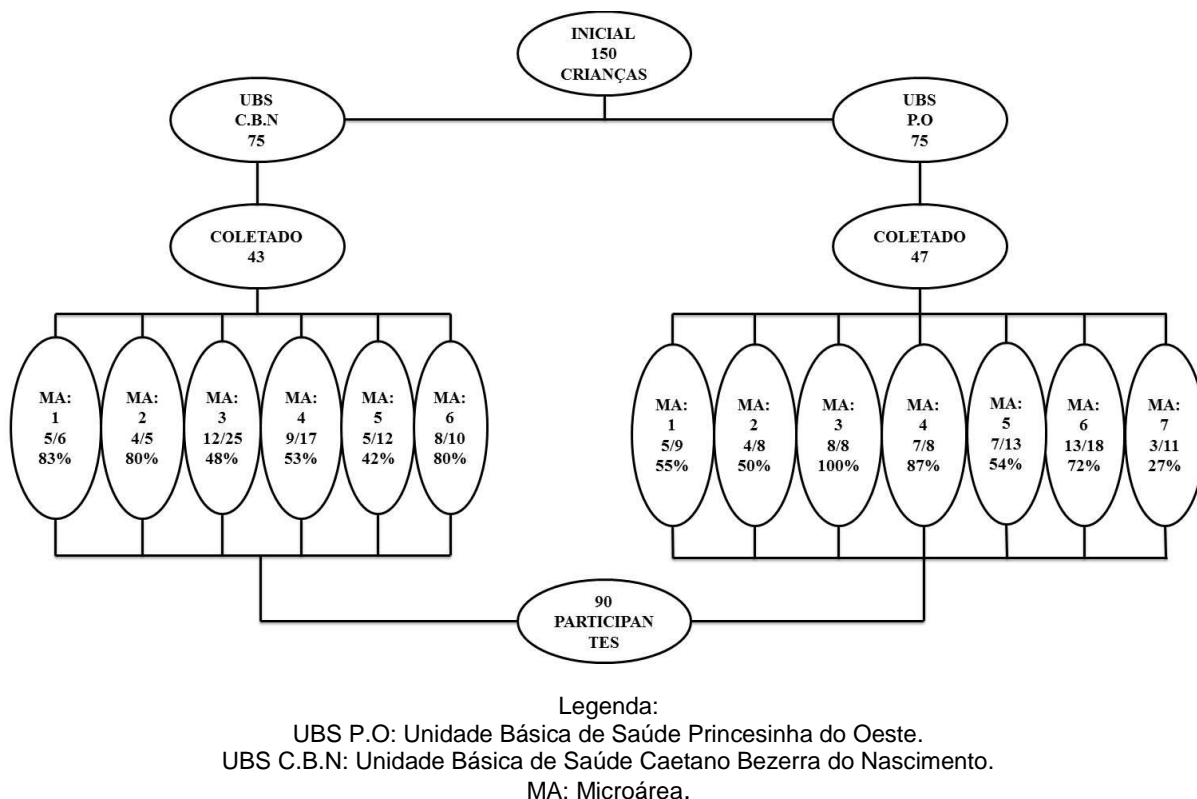 INICIAL
150
CRIANÇAS
UBS
C.B.N
75
UBS
P.O
75
COLETADO
43
COLETADO
47
MA:
1
5/6
83%
MA:
2
4/5
80%
MA:
3
12/25
48%
MA:
4
9/17
53%
MA:
5
5/12
42%
MA:
6
8/10
80%
MA:
1
5/9
55%
MA:
2
4/8
50%
MA:
3
8/8
100%
MA:
4
7/8
87%
MA:
5
7/13
54%
MA:
6
13/18
72%
MA:
7
3/11
27%
90
PARTICIPAN
TES
Legenda:
UBS P.O: Unidade Básica de Saúde Princesinha do Oeste.
UBS C.B.N: Unidade Básica de Saúde Caetano Bezerra do Nascimento.
MA: Microárea.